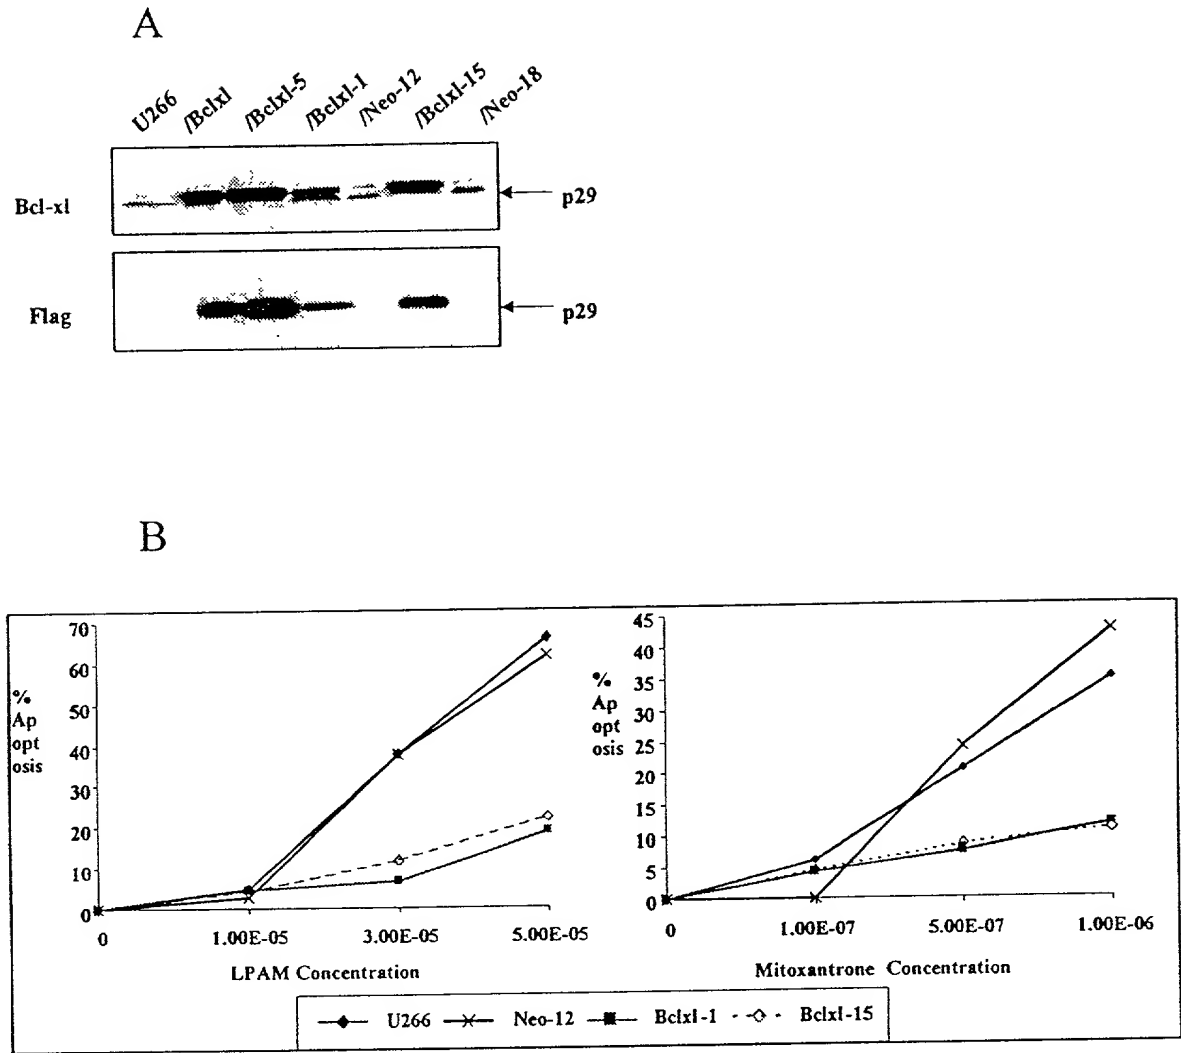 A
U266 /Bclxl /Bclxl-5 /Bclxl-1 /Neo-12 /Bclxl-15 /Neo-18
Bcl-xl p29
Flag p29
B
%
Ap
opt
osis
70
60
50
40
30
20
10
0
0 1.00E-05 3.00E-05 5.00E-05
LPAM Concentration
%
Ap
opt
osis
45
40
35
30
25
20
15
10
5
0
0 1.00E-07 5.00E-07 1.00E-06
Mitoxantrone Concentration
U266 Neo-12 Bclxl-1 Bclxl-15